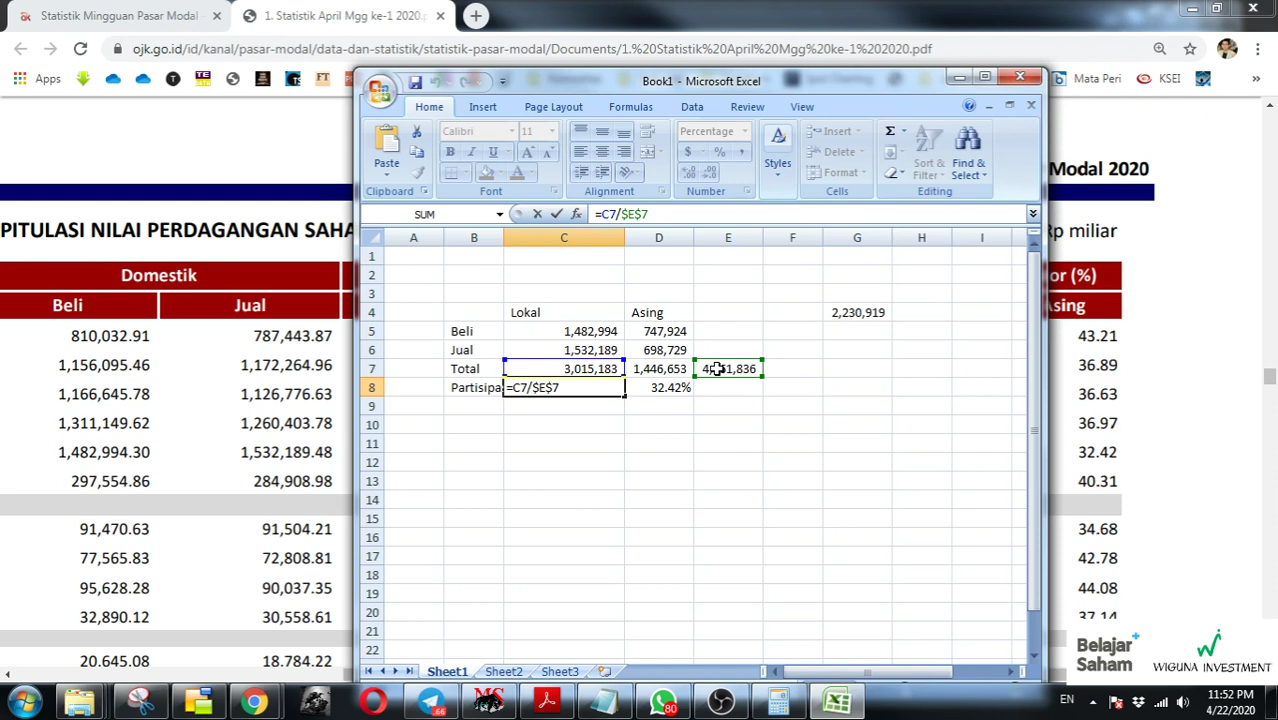 Statistik Mingguan Pasar Modal -
1. Statistik April Mgg ke-1 2020.p
ojk.go.id/id/kanal/pasar-modal/data-dan-statistik/statistik-pasar-modal/Documents/1.%20Statistik%20April%20Mgg%20ke-1%202020.pdf
Apps
Mata Peri
KSEI
Book1 - Microsoft Excel
Home Insert Page Layout Formulas Data Review View
Calibri 11 Percentage Insert
Paste Styles Delete Sort & Find &
Format Filter Select
Clipboard Font Alignment Number Cells Editing
SUM =C7/$E$7
A B C D E F G H I
1
2
3
4 Lokal Asing 2,230,919
5 Beli 1,482,994 747,924
6 Jual 1,532,189 698,729
7 Total 3,015,183 1,446,653
8 Partisipa =C7/$E$7 32.42%
9
10
11
12
13
14
15
16
17
18
19
20
21
22
Sheet1 Sheet2 Sheet3
Modal 2020
PITULASI NILAI PERDAGANGAN SAHA
Rp miliar
Domestik
or (%)
Beli Jual Asing
810,032.91 787,443.87 43.21
1,156,095.46 1,172,264.96 36.89
1,166,645.78 1,126,776.63 36.63
1,311,149.62 1,260,403.78 36.97
1,482,994.30 1,532,189.48 32.42
297,554.86 284,908.98 40.31
91,470.63 91,504.21 34.68
77,565.83 72,808.81 42.78
95,628.28 90,037.35 44.08
32,890.12 30,558.61 37.14
20.645.08 18.784.22
Belajar+
Saham
WIGUNA INVESTMENT
66
80
EN
11:52 PM
4/22/2020